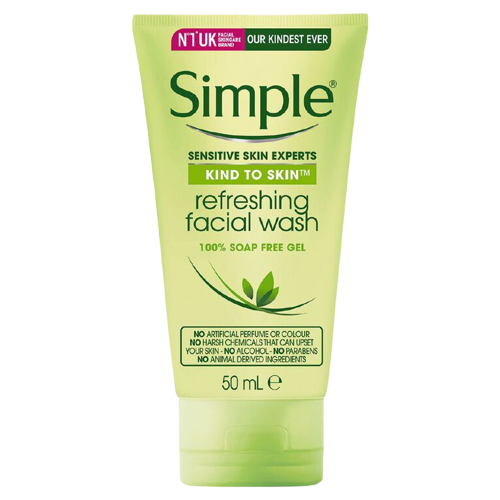 N°1 UK FACIAL SKINCARE BRAND OUR KINDEST EVER
Simple®
SENSITIVE SKIN EXPERTS
KIND TO SKIN™
refreshing
facial wash
100% SOAP FREE GEL
NO ARTIFICIAL PERFUME OR COLOUR
NO HARSH CHEMICALS THAT CAN UPSET
YOUR SKIN - NO ALCOHOL - NO PARABENS
NO ANIMAL DERIVED INGREDIENTS
50 mL ℮